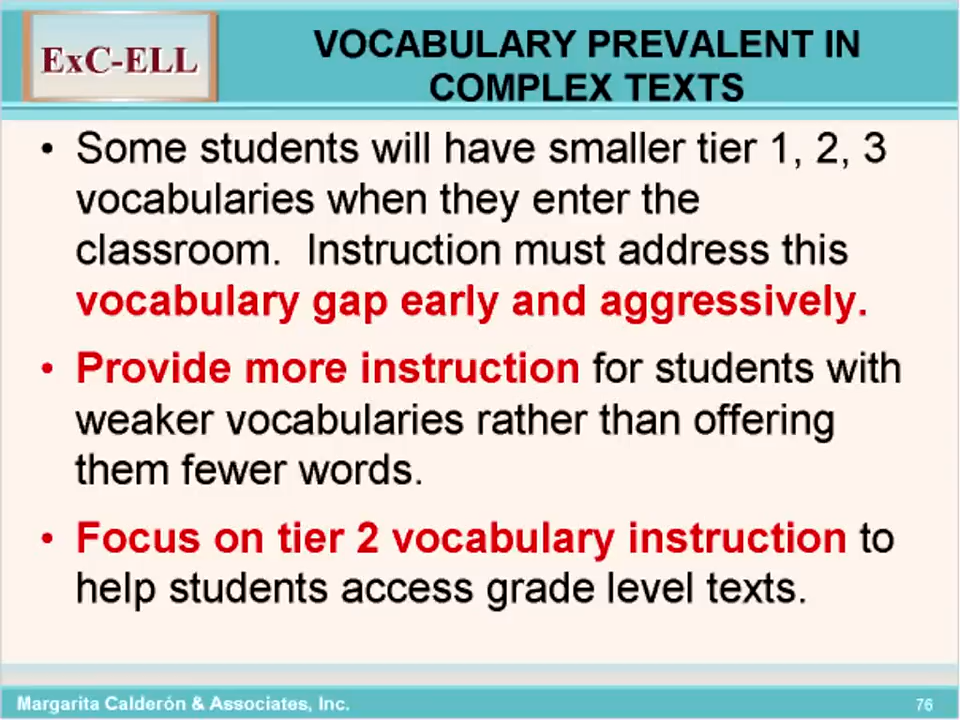 ExC-ELL
VOCABULARY PREVALENT IN
COMPLEX TEXTS
• Some students will have smaller tier 1, 2, 3
vocabularies when they enter the
classroom.  Instruction must address this
vocabulary gap early and aggressively.
• Provide more instruction for students with
weaker vocabularies rather than offering
them fewer words.
• Focus on tier 2 vocabulary instruction to
help students access grade level texts.
Margarita Calderón & Associates, Inc.
76